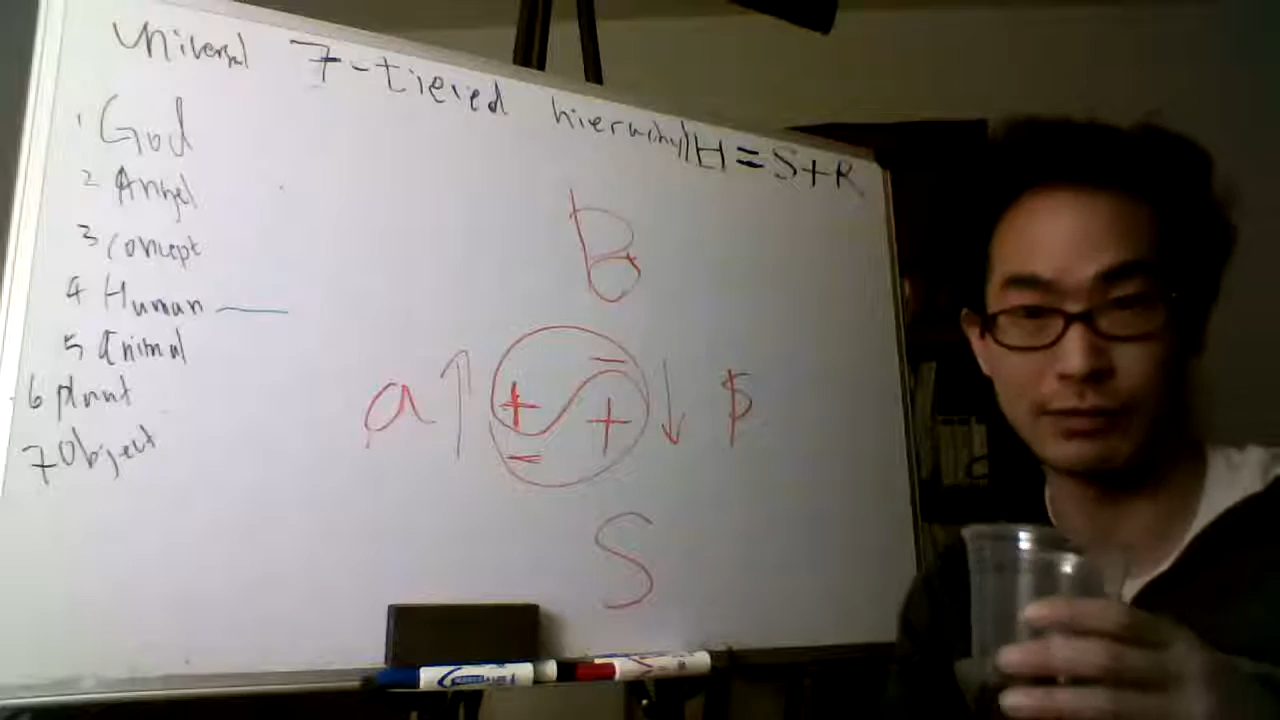 Universal 7-tiered hierarchy H = S+R
1 God
2 Angel
3 Concept
4 Human
5 Animal
6 Plant
7 Object
B
a ↑ + - + - ↓
S